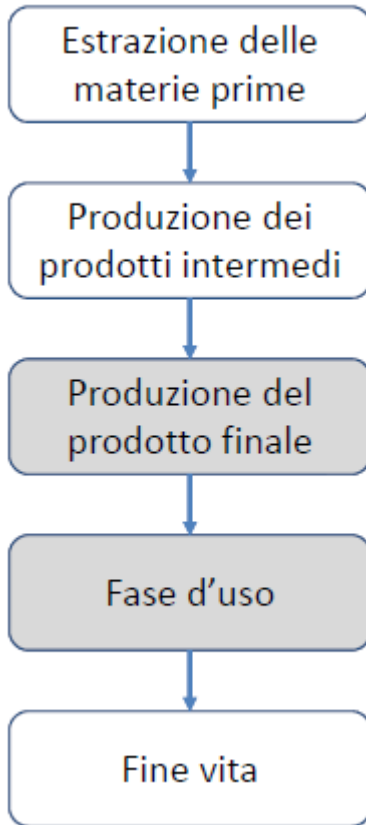 Estrazione delle
materie prime
Produzione dei
prodotti intermedi
Produzione del
prodotto finale
Fase d’uso
Fine vita